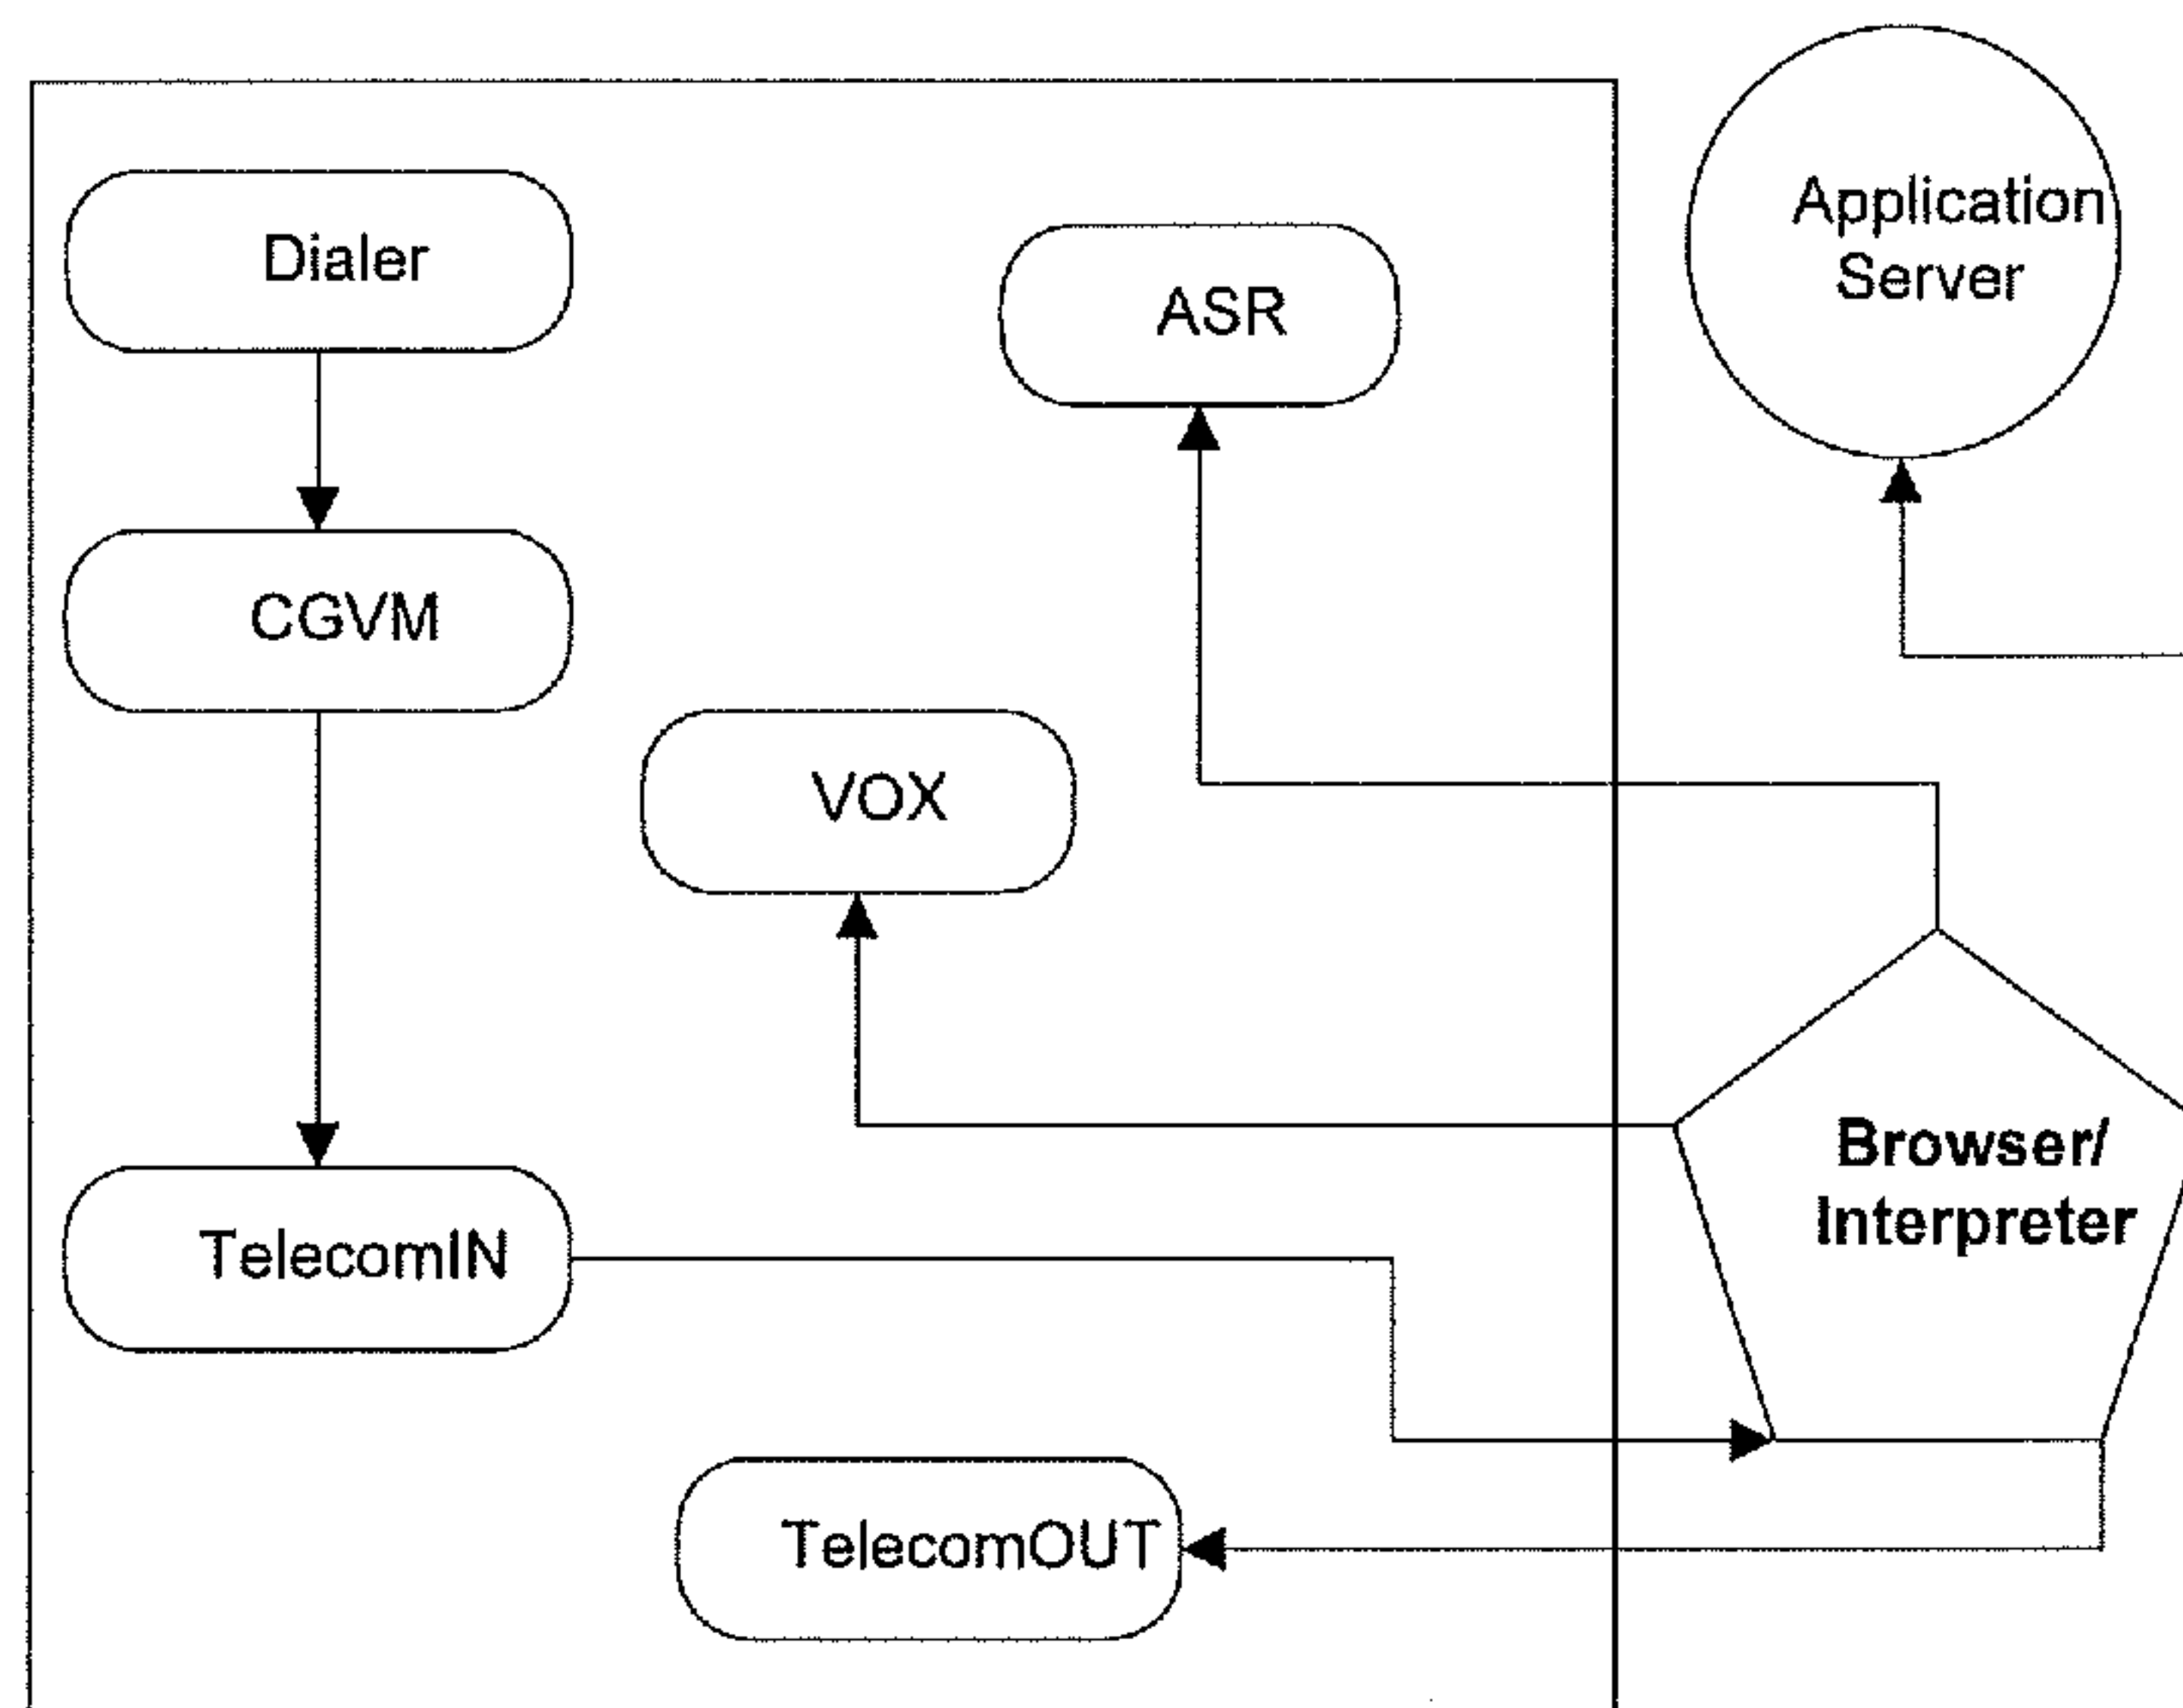 Dialer
ASR
Application
Server
CGVM
VOX
Browser/
Interpreter
TelecomIN
TelecomOUT